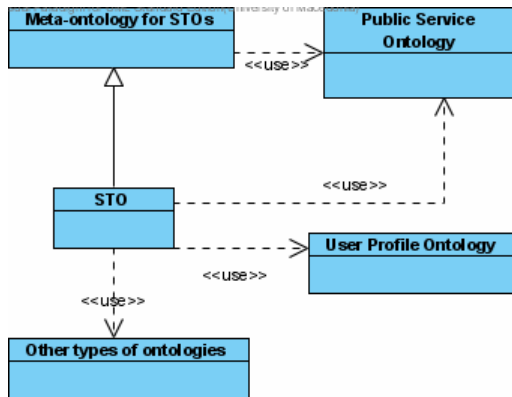 Meta-ontology for STOs
Public Service
Ontology
<<use>>
<<use>>
STO
User Profile Ontology
<<use>>
<<use>>
Other types of ontologies